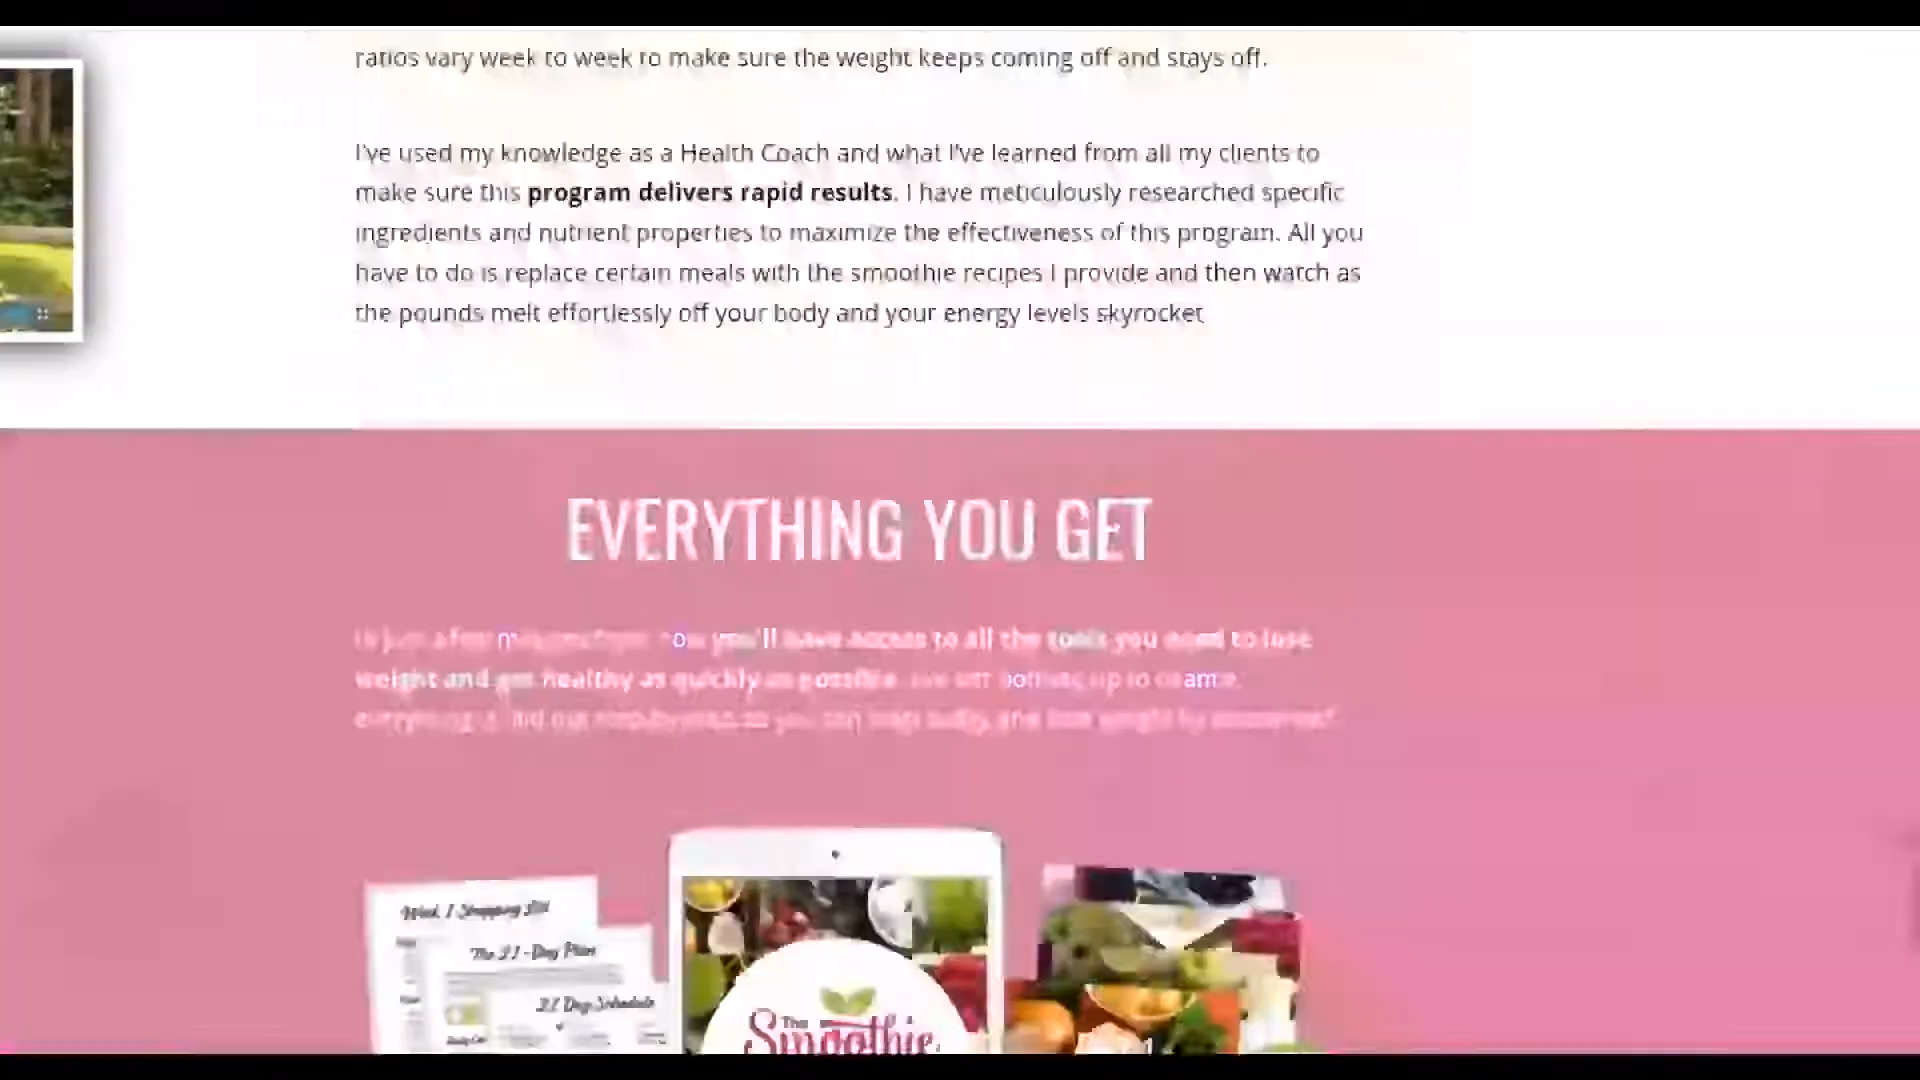 ratios vary week to week to make sure the weight keeps coming off and stays off.
I've used my knowledge as a Health Coach and what I've learned from all my clients to
make sure this program delivers rapid results. I have meticulously researched specific
ingredients and nutrient properties to maximize the effectiveness of this program. All you
have to do is replace certain meals with the smoothie recipes I provide and then watch as
the pounds melt effortlessly off your body and your energy levels skyrocket
EVERYTHING YOU GET
you'll have access to all the tools you need to lose
weight and get healthy as quickly as possible
Week 1 Shopping List
The 21-Day Plan
21 Day Schedule
The
Smoothie